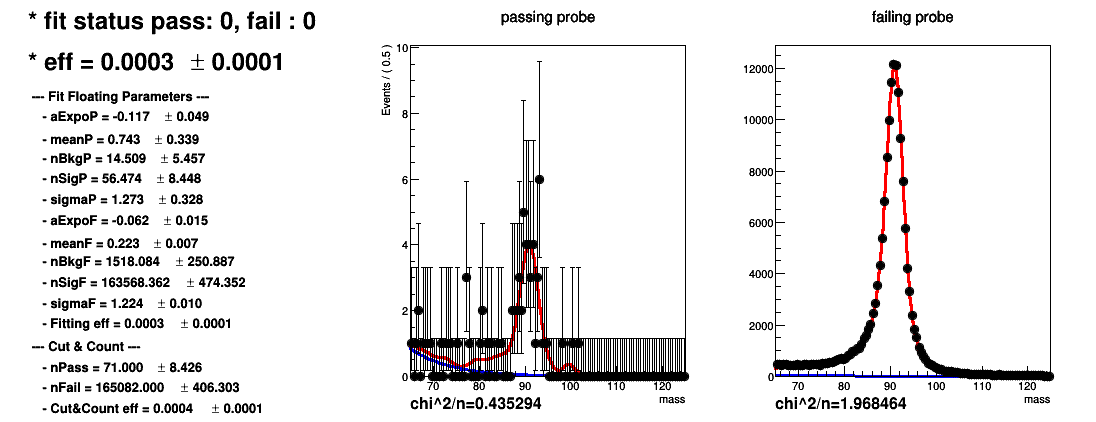 * fit status pass: 0, fail : 0
* eff = 0.0003 ± 0.0001
--- Fit Floating Parameters ---
- aExpoP = -0.117 ± 0.049
- meanP = 0.743 ± 0.339
- nBkgP = 14.509 ± 5.457
- nSigP = 56.474 ± 8.448
- sigmaP = 1.273 ± 0.328
- aExpoF = -0.062 ± 0.015
- meanF = 0.223 ± 0.007
- nBkgF = 1518.084 ± 250.887
- nSigF = 163568.362 ± 474.352
- sigmaF = 1.224 ± 0.010
- Fitting eff = 0.0003 ± 0.0001
--- Cut & Count ---
- nPass = 71.000 ± 8.426
- nFail = 165082.000 ± 406.303
- Cut&Count eff = 0.0004 ± 0.0001
passing probe
Events / ( 0.5 )
10
8
6
4
2
0
70 80 90 100 110 120
mass
chi^2/n=0.435294
failing probe
12000
10000
8000
6000
4000
2000
0
70 80 90 100 110 120
mass
chi^2/n=1.968464